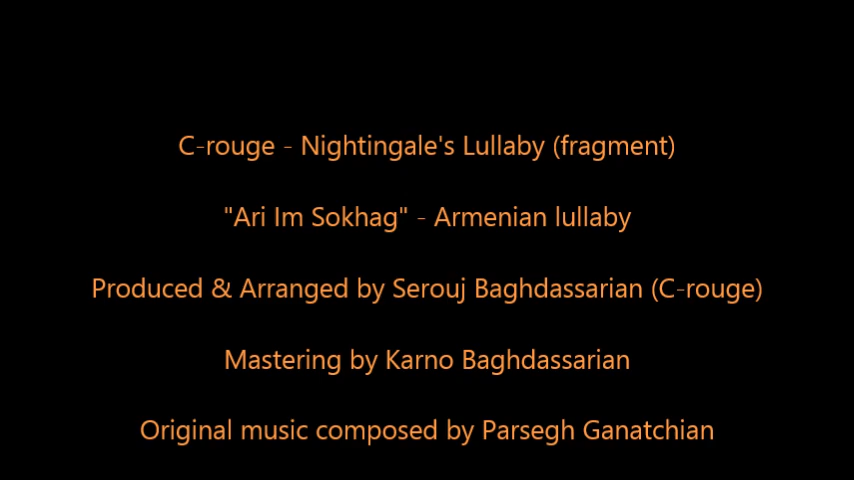 C-rouge - Nightingale's Lullaby (fragment)
"Ari Im Sokhag" - Armenian lullaby
Produced & Arranged by Serouj Baghdassarian (C-rouge)
Mastering by Karno Baghdassarian
Original music composed by Parsegh Ganatchian